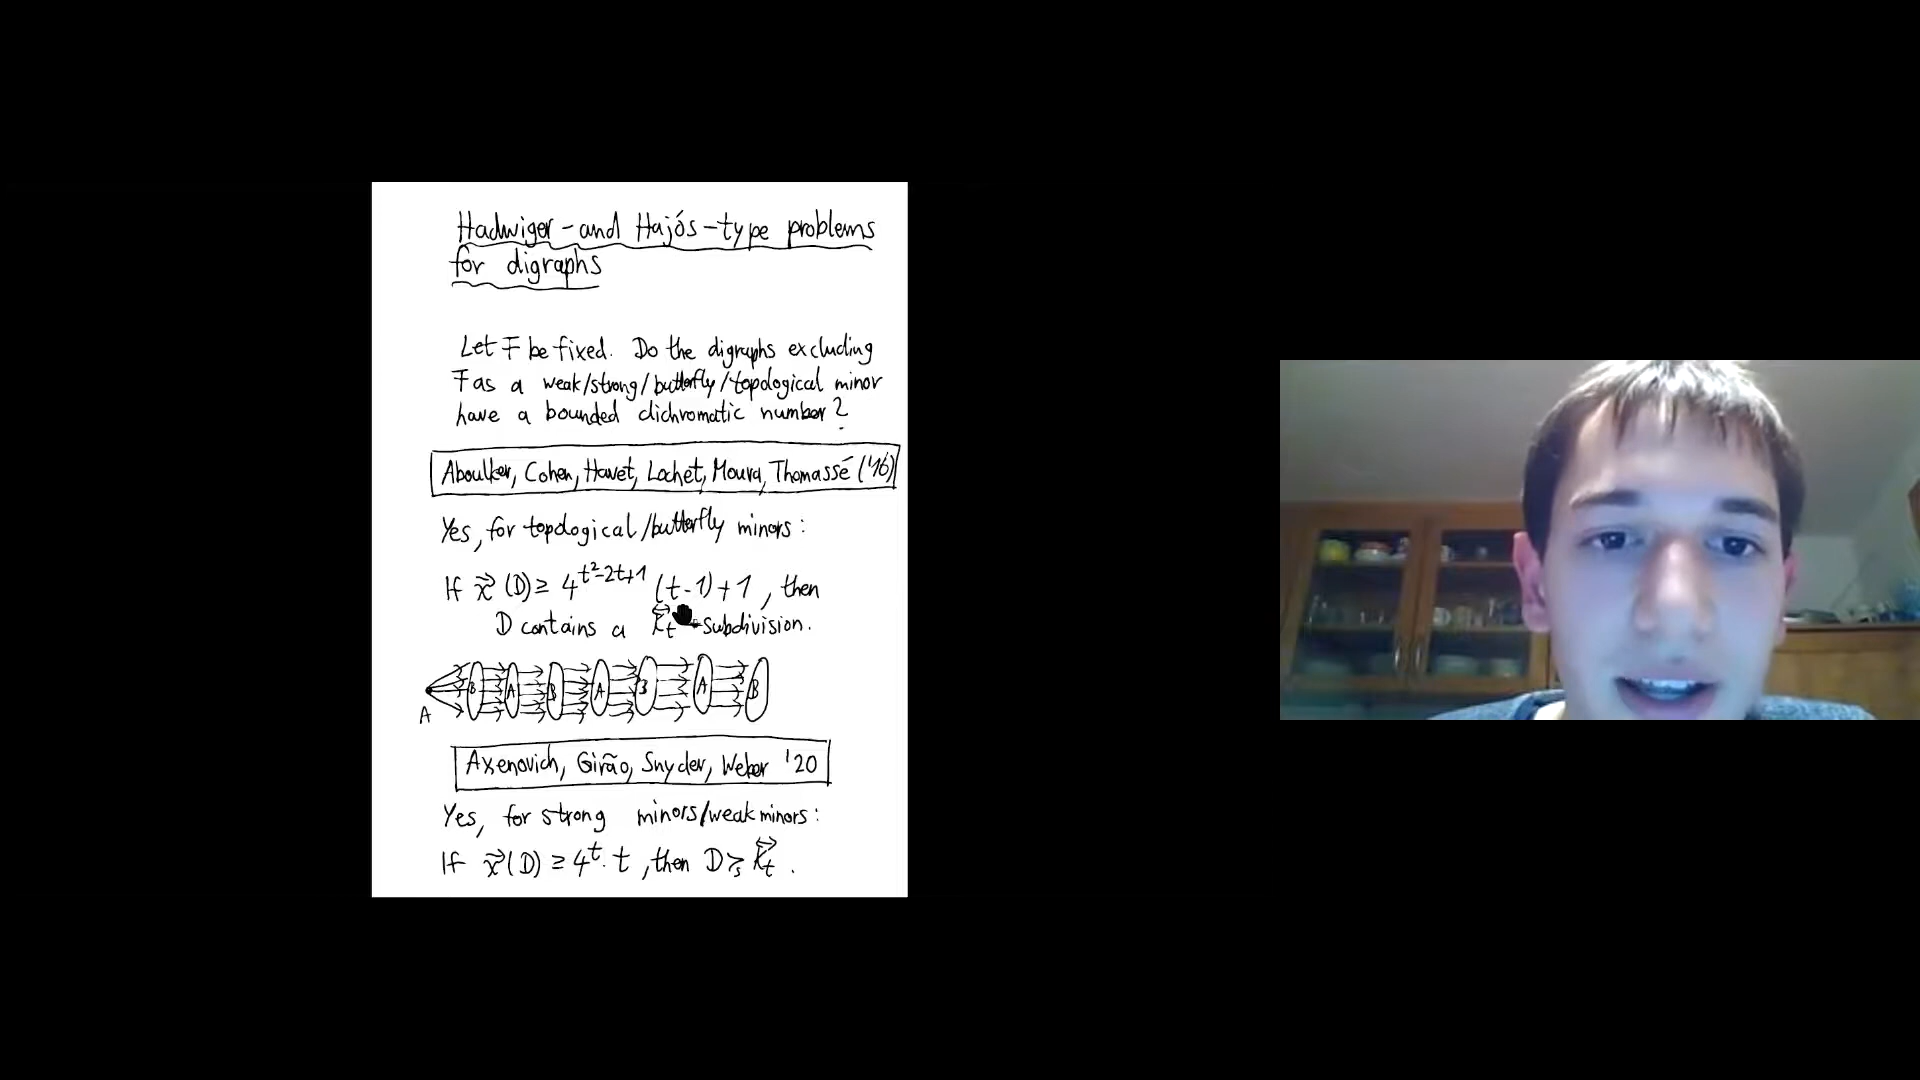 Hadwiger - and Hajós - type problems
for digraphs
Let F be fixed. Do the digraphs excluding
F as a weak/strong/butterfly/topological minor
have a bounded dichromatic number?
Aboulker, Cohen, Havet, Lochet, Moura, Thomassé ('16)
Yes, for topological/butterfly minors:
If χ⃗(D) ≥ 4^{t²-2t+1} (t-1)+1, then
D contains a K⃡_t-subdivision.
A B A B A B A B
Axenovich, Girão, Snyder, Weber '20
Yes, for strong minors/weak minors:
If χ⃗(D) ≥ 4^t · t, then D ≥_s K⃡_t.